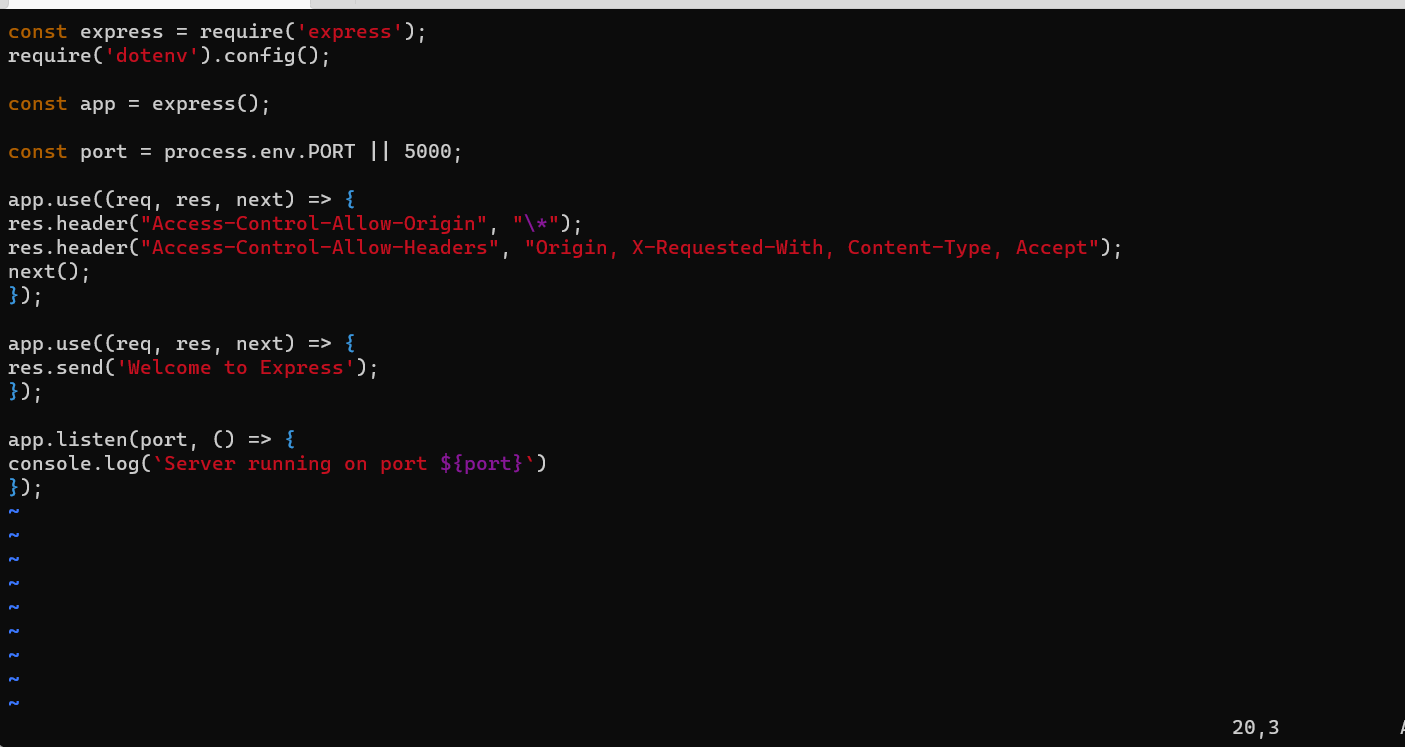 const express = require('express');
require('dotenv').config();
const app = express();
const port = process.env.PORT || 5000;
app.use((req, res, next) => {
res.header("Access-Control-Allow-Origin", "\*");
res.header("Access-Control-Allow-Headers", "Origin, X-Requested-With, Content-Type, Accept");
next();
});
app.use((req, res, next) => {
res.send('Welcome to Express');
});
app.listen(port, () => {
console.log(`Server running on port ${port}`)
});
~
~
~
~
~
~
~
~
~
20,3